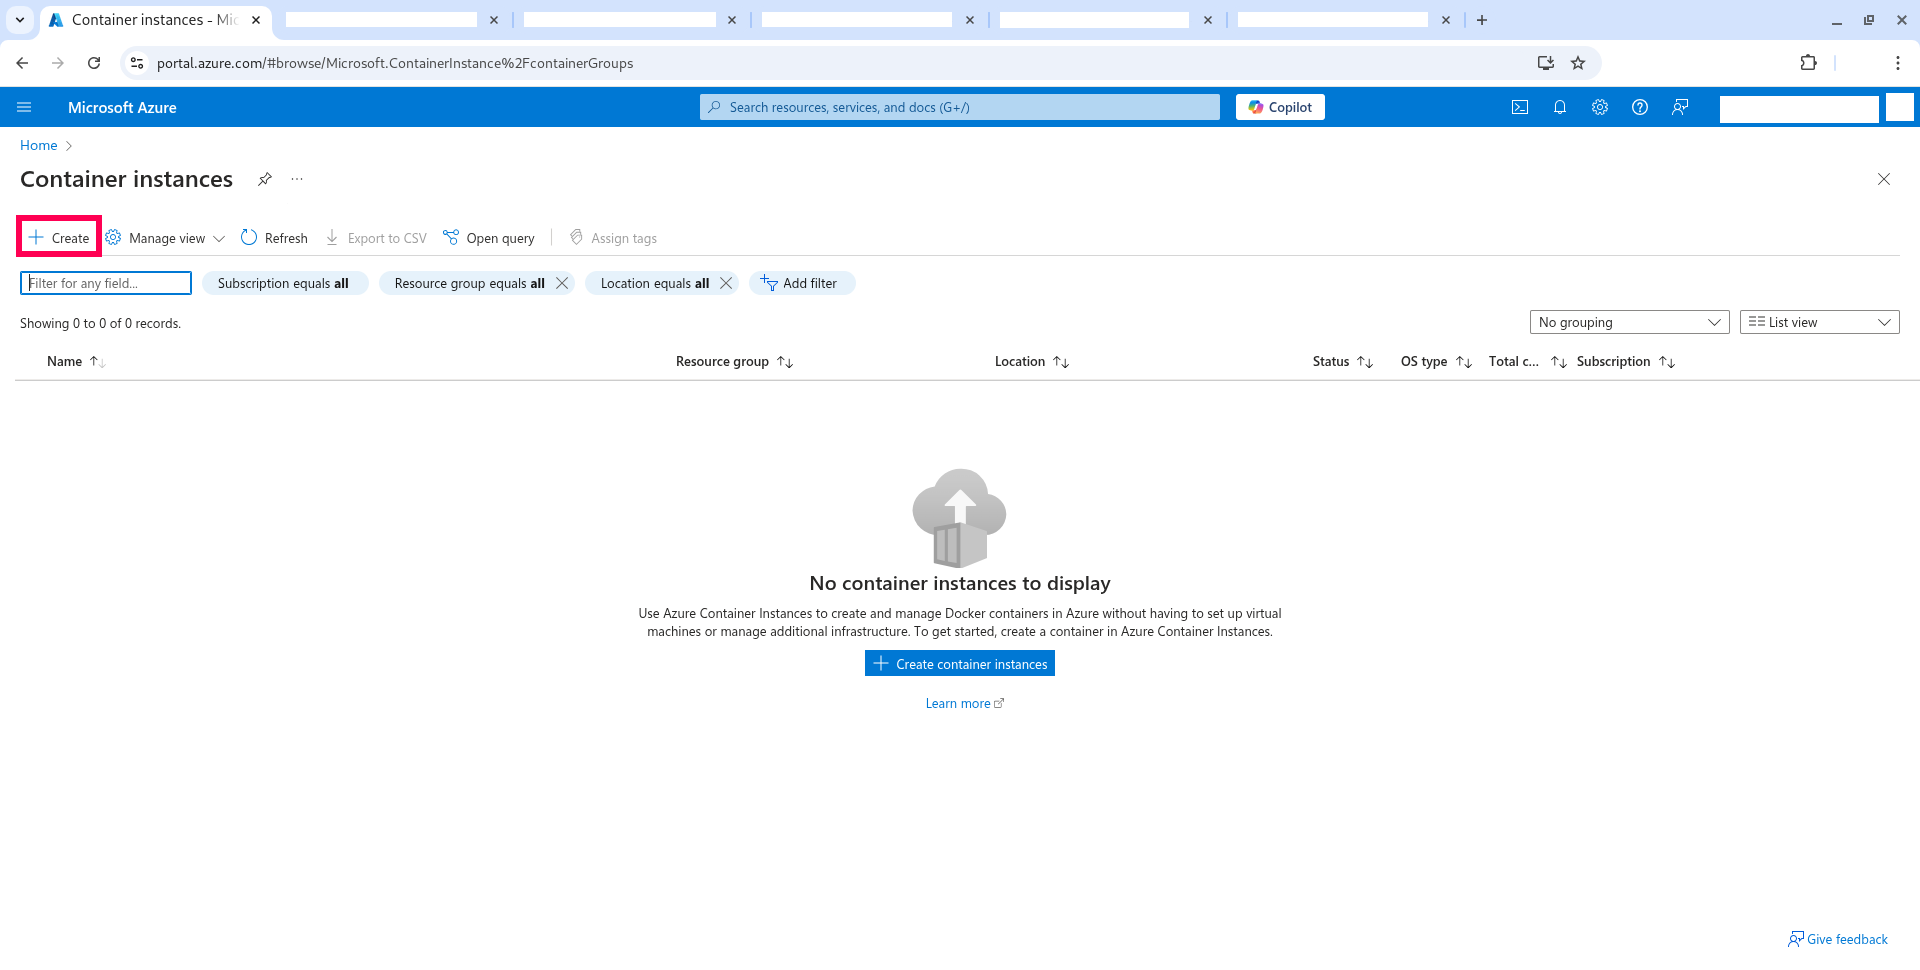 Container instances - Mic
portal.azure.com/#browse/Microsoft.ContainerInstance%2FcontainerGroups
Microsoft Azure
Search resources, services, and docs (G+/)
Copilot
Home
Container instances
Create
Manage view
Refresh
Export to CSV
Open query
Assign tags
Filter for any field...
Subscription equals all
Resource group equals all
Location equals all
Add filter
Showing 0 to 0 of 0 records.
No grouping
List view
Name
Resource group
Location
Status
OS type
Total c...
Subscription
No container instances to display
Use Azure Container Instances to create and manage Docker containers in Azure without having to set up virtual
machines or manage additional infrastructure. To get started, create a container in Azure Container Instances.
Create container instances
Learn more
Give feedback